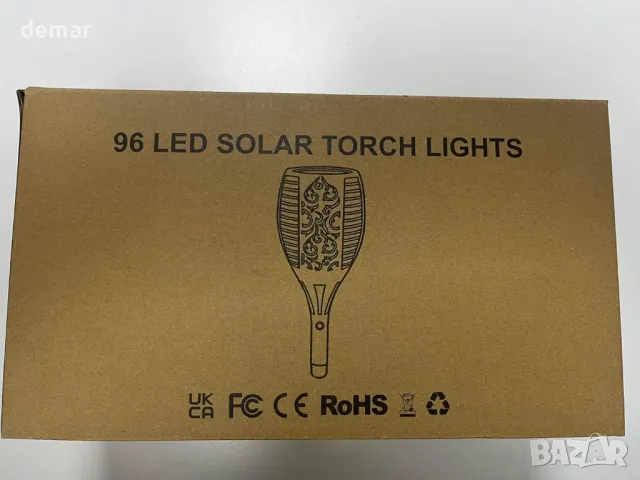 demar
96 LED SOLAR TORCH LIGHTS
UK CA FC CE RoHS
BAZAR